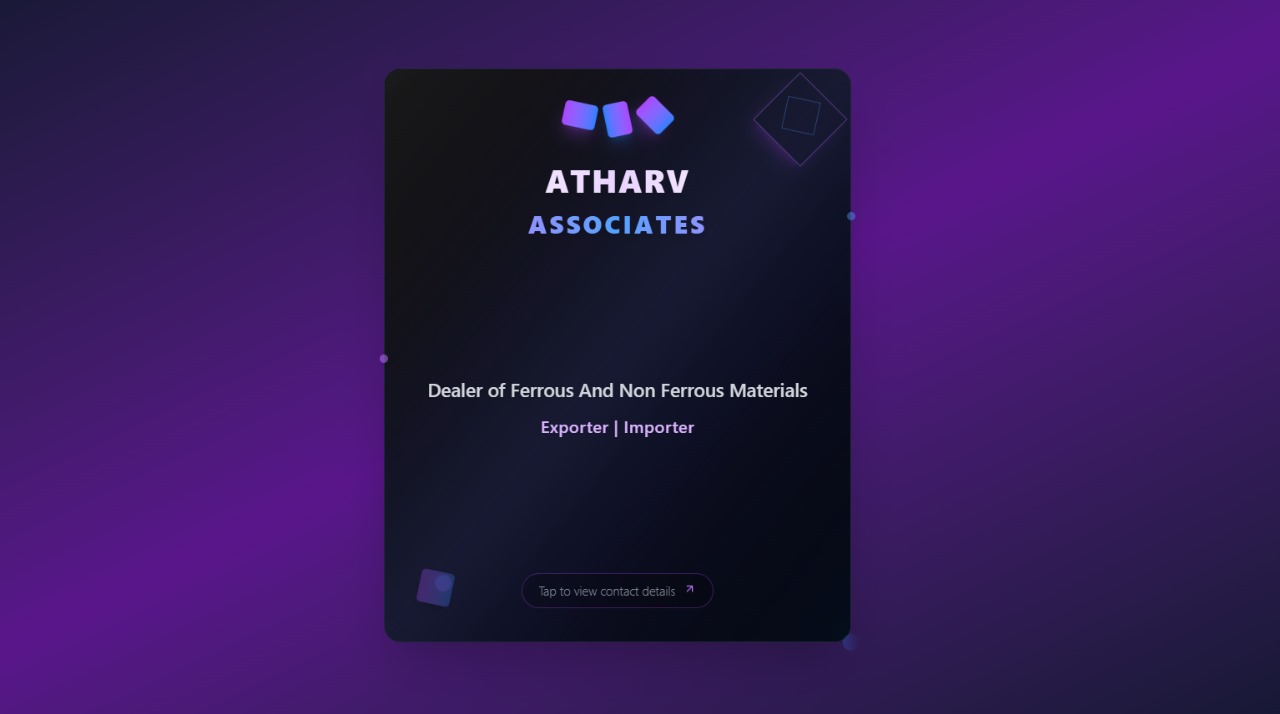 ATHARV
ASSOCIATES
Dealer of Ferrous And Non Ferrous Materials
Exporter | Importer
Tap to view contact details